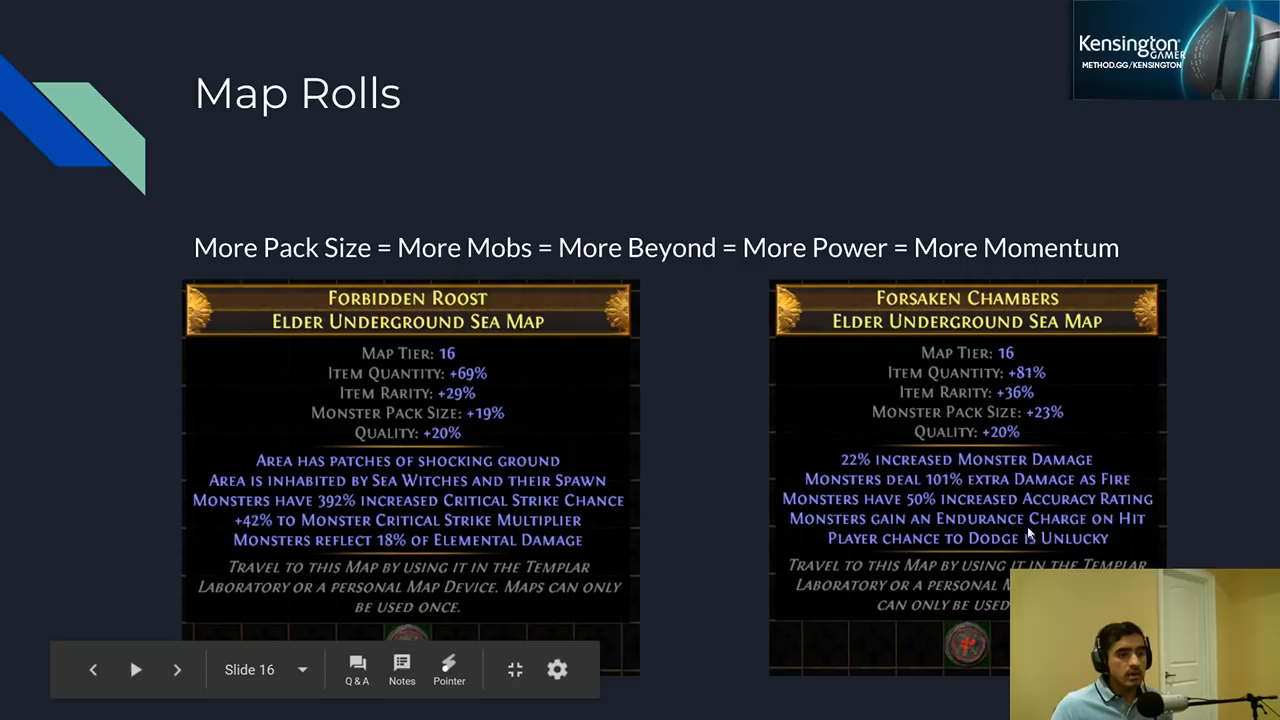 Kensington
GAMER
METHOD.GG/KENSINGTON
Map Rolls
More Pack Size = More Mobs = More Beyond = More Power = More Momentum
FORBIDDEN ROOST
ELDER UNDERGROUND SEA MAP
MAP TIER: 16
ITEM QUANTITY: +69%
ITEM RARITY: +29%
MONSTER PACK SIZE: +19%
QUALITY: +20%
AREA HAS PATCHES OF SHOCKING GROUND
AREA IS INHABITED BY SEA WITCHES AND THEIR SPAWN
MONSTERS HAVE 392% INCREASED CRITICAL STRIKE CHANCE
+42% TO MONSTER CRITICAL STRIKE MULTIPLIER
MONSTERS REFLECT 18% OF ELEMENTAL DAMAGE
TRAVEL TO THIS MAP BY USING IT IN THE TEMPLAR
LABORATORY OR A PERSONAL MAP DEVICE. MAPS CAN ONLY
BE USED ONCE.
FORSAKEN CHAMBERS
ELDER UNDERGROUND SEA MAP
MAP TIER: 16
ITEM QUANTITY: +81%
ITEM RARITY: +36%
MONSTER PACK SIZE: +23%
QUALITY: +20%
22% INCREASED MONSTER DAMAGE
MONSTERS DEAL 101% EXTRA DAMAGE AS FIRE
MONSTERS HAVE 50% INCREASED ACCURACY RATING
MONSTERS GAIN AN ENDURANCE CHARGE ON HIT
PLAYER CHANCE TO DODGE IS UNLUCKY
TRAVEL TO THIS MAP BY USING IT IN THE TEMPLAR
LABORATORY OR A PERSONAL M
CAN ONLY BE USED
Slide 16
Q & A
Notes
Pointer